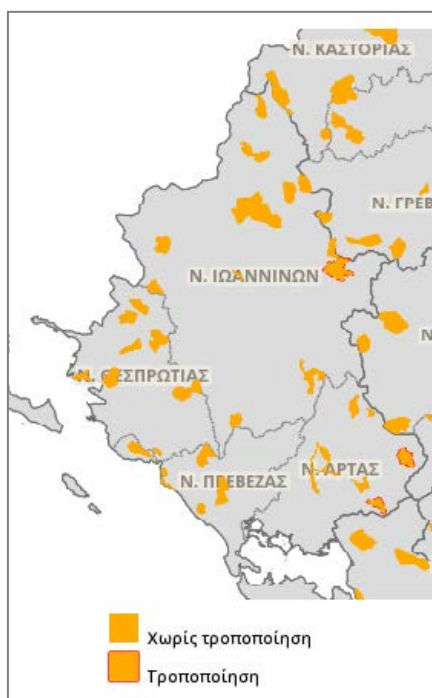 Ν. ΚΑΣΤΟΡΙΑΣ
Ν. ΓΡΕΒ
Ν. ΙΩΑΝΝΙΝΩΝ
Ν.
Ν. ΘΕΣΠΡΩΤΙΑΣ
Ν. ΑΡΤΑΣ
Ν. ΠΡΕΒΕΖΑΣ
Χωρίς τροποποίηση
Τροποποίηση